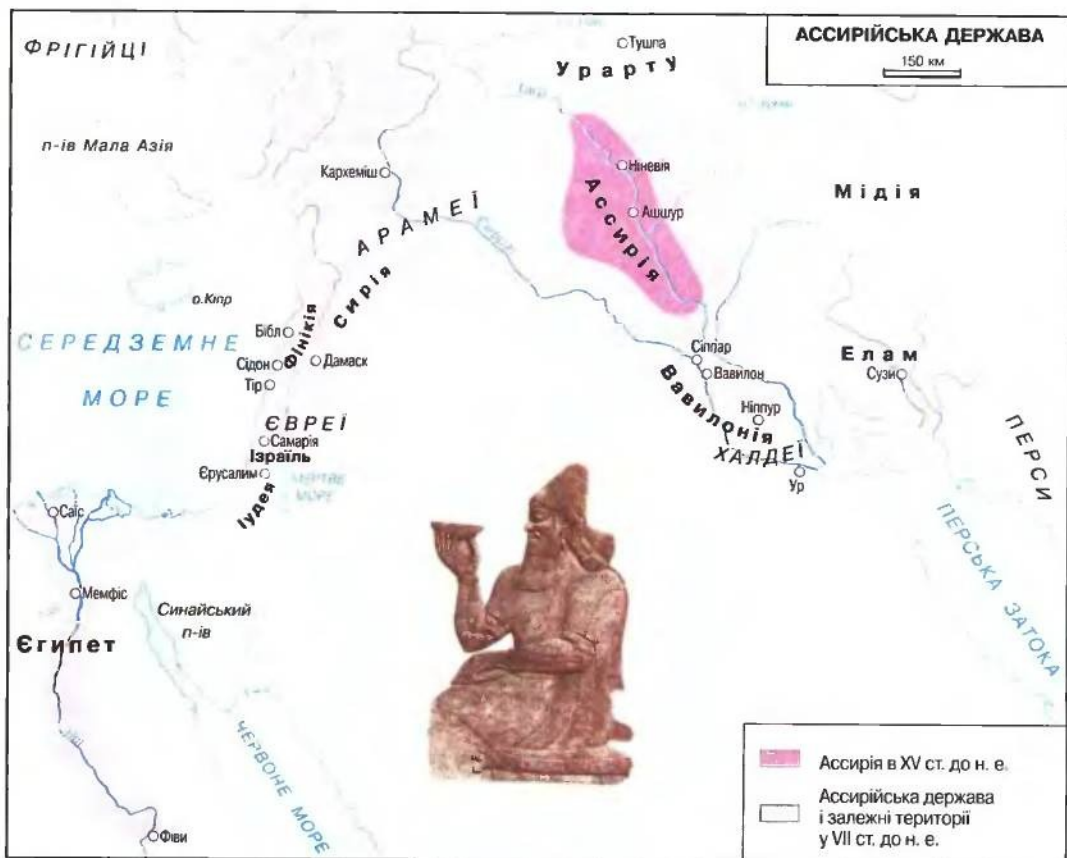 АССИРІЙСЬКА ДЕРЖАВА
150 км
ФРІГІЙЦІ
Тушпа
Урарту
п-ів Мала Азія
Кархеміш
Ніневія
Ашшур
Ассирія
Мідія
АРАМЕЇ
Сирія
о.Кіпр
СЕРЕДЗЕМНЕ
МОРЕ
Бібл
Фінікія
Сідон
Дамаск
Тір
Сіппар
Вавилон
Вавилонія
Ніппур
Елам
Сузи
ЄВРЕЇ
Самарія
Ізраїль
Єрусалим
МЕРТВЕ
МОРЕ
Іудея
ХАЛДЕЇ
Ур
ПЕРСИ
ПЕРСЬКА ЗАТОКА
Саїс
Мемфіс
Синайський
п-ів
Єгипет
ЧЕРВОНЕ МОРЕ
Фіви
Ассирія в XV ст. до н. е.
Ассирійська держава
і залежні території
у VII ст. до н. е.